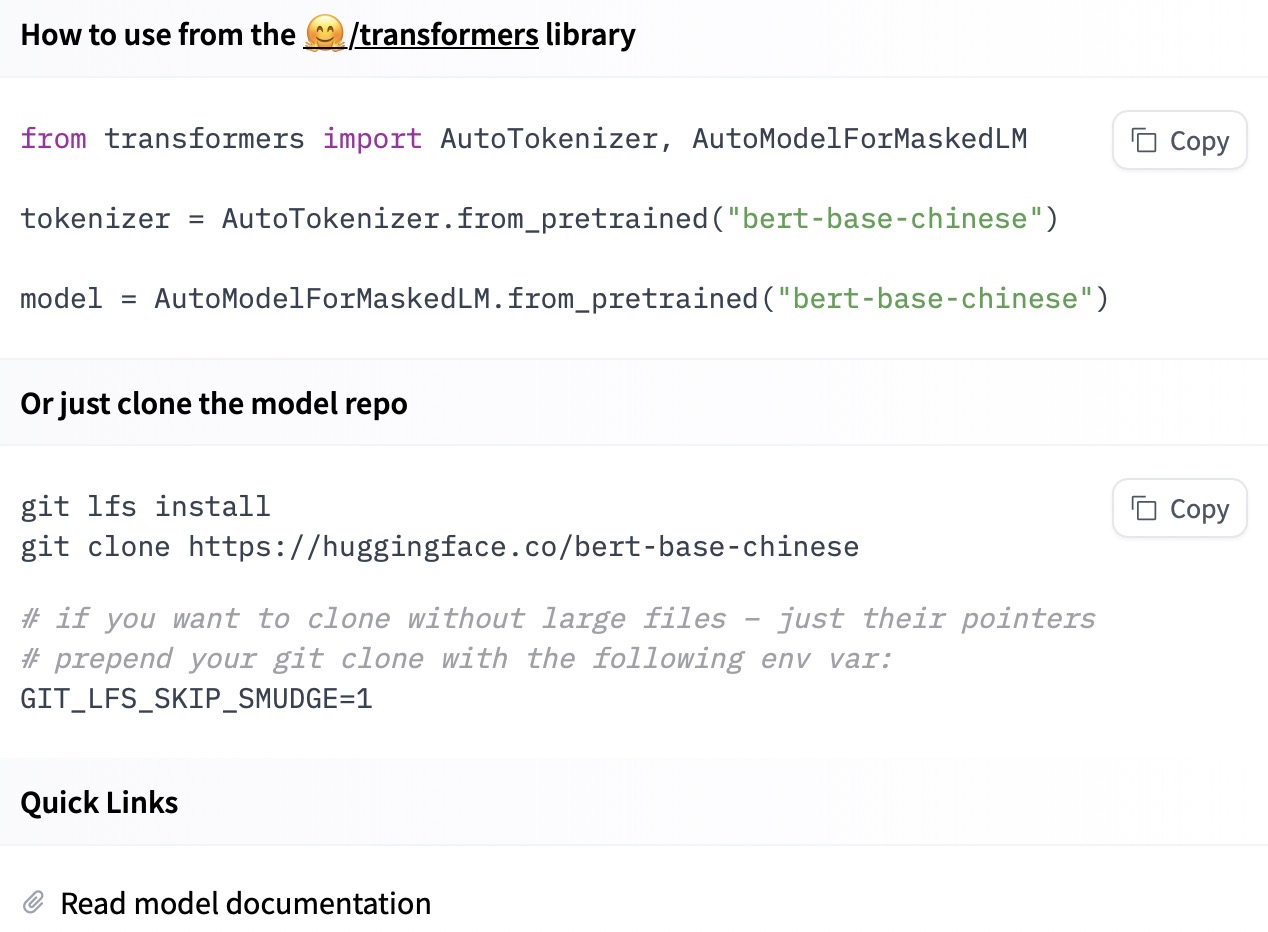 How to use from the 🤗/transformers library
from transformers import AutoTokenizer, AutoModelForMaskedLM
Copy
tokenizer = AutoTokenizer.from_pretrained("bert-base-chinese")
model = AutoModelForMaskedLM.from_pretrained("bert-base-chinese")
Or just clone the model repo
git lfs install
Copy
git clone https://huggingface.co/bert-base-chinese
# if you want to clone without large files – just their pointers
# prepend your git clone with the following env var:
GIT_LFS_SKIP_SMUDGE=1
Quick Links
Read model documentation